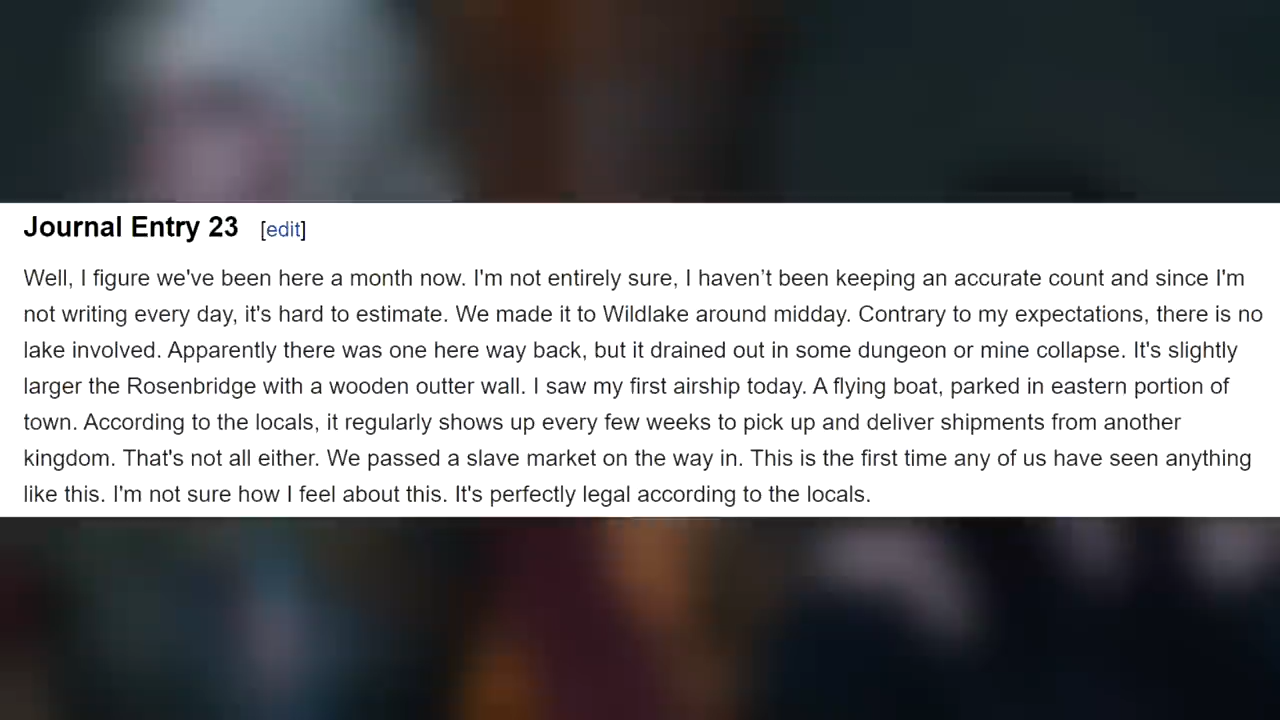 Journal Entry 23 [edit]
Well, I figure we've been here a month now. I'm not entirely sure, I haven’t been keeping an accurate count and since I'm
not writing every day, it's hard to estimate. We made it to Wildlake around midday. Contrary to my expectations, there is no
lake involved. Apparently there was one here way back, but it drained out in some dungeon or mine collapse. It's slightly
larger the Rosenbridge with a wooden outter wall. I saw my first airship today. A flying boat, parked in eastern portion of
town. According to the locals, it regularly shows up every few weeks to pick up and deliver shipments from another
kingdom. That's not all either. We passed a slave market on the way in. This is the first time any of us have seen anything
like this. I'm not sure how I feel about this. It's perfectly legal according to the locals.